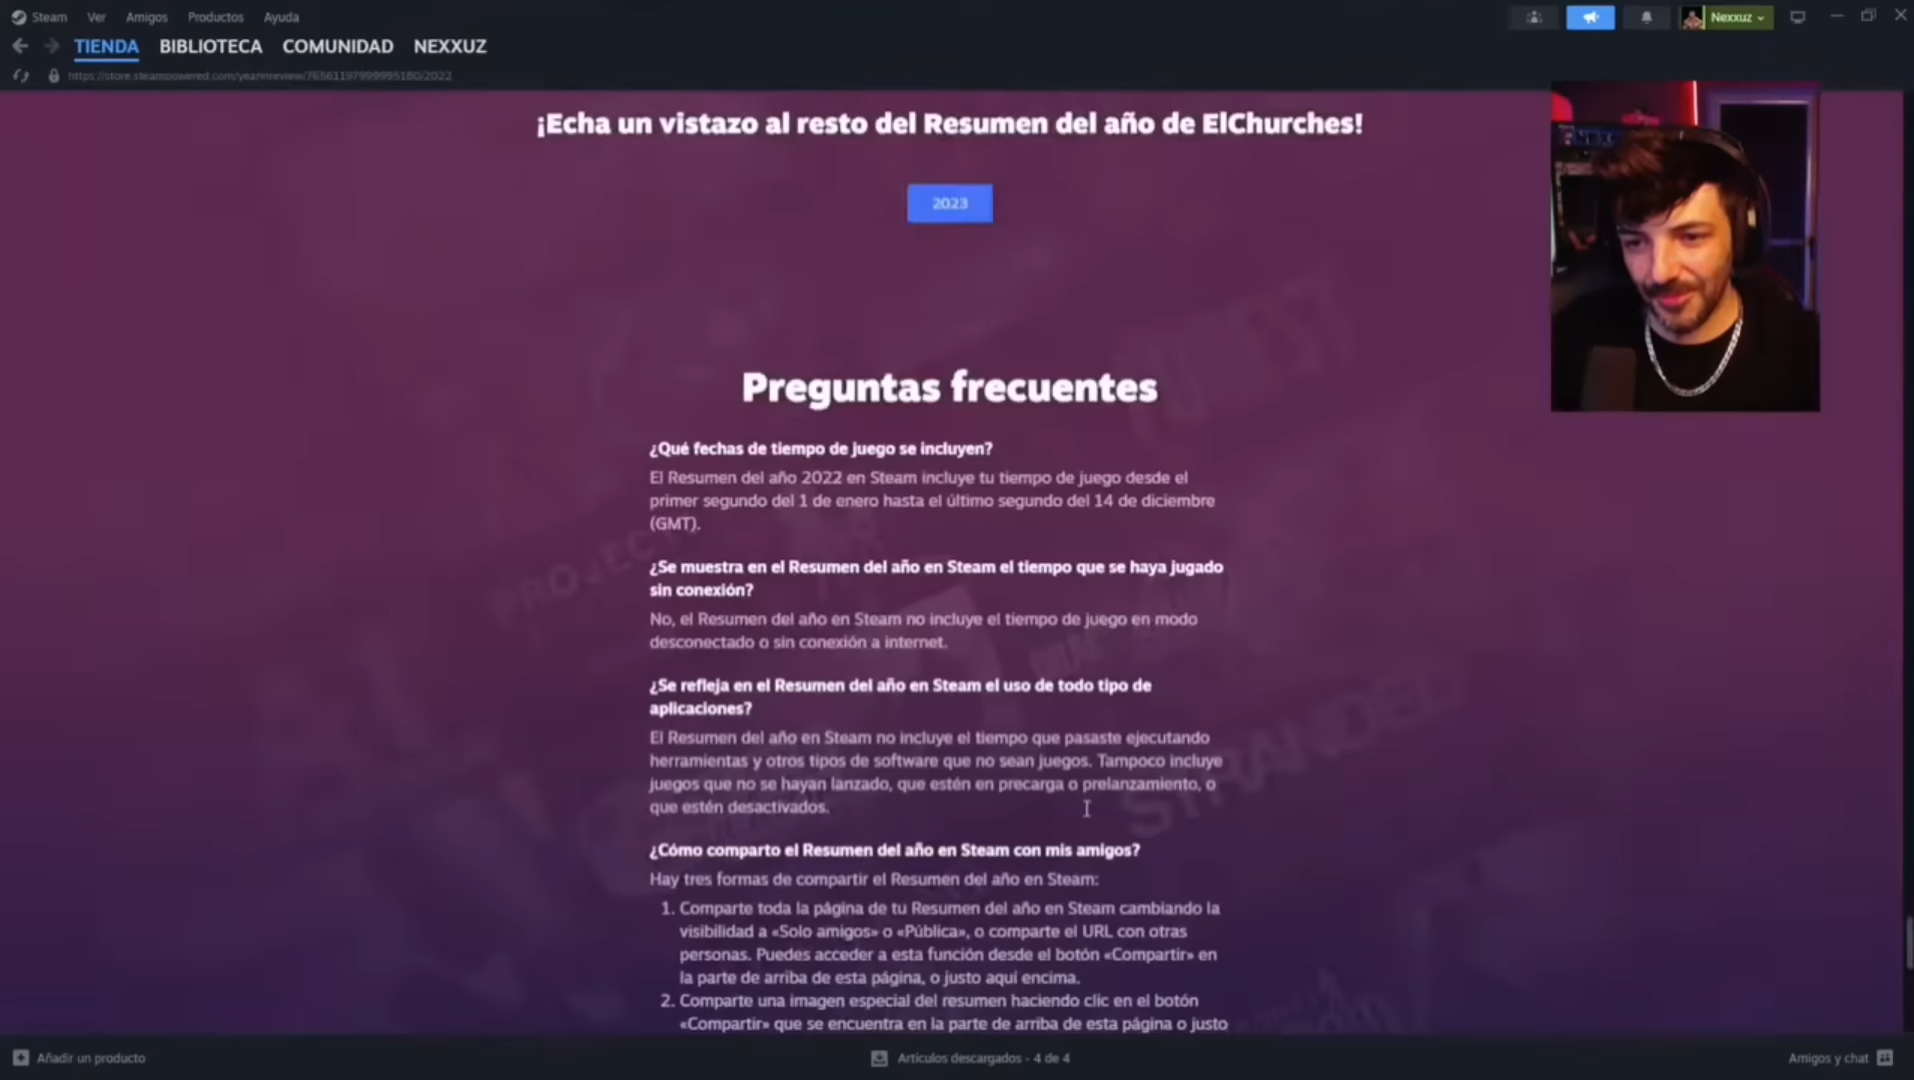 Steam Ver Amigos Productos Ayuda
Nexxuz
TIENDA BIBLIOTECA COMUNIDAD NEXXUZ
¡Echa un vistazo al resto del Resumen del año de ElChurches!
2023
Preguntas frecuentes
¿Qué fechas de tiempo de juego se incluyen?
El Resumen del año 2022 en Steam incluye tu tiempo de juego desde el
primer segundo del 1 de enero hasta el último segundo del 14 de diciembre
(GMT).
¿Se muestra en el Resumen del año en Steam el tiempo que se haya jugado
sin conexión?
No, el Resumen del año en Steam no incluye el tiempo de juego en modo
desconectado o sin conexión a internet.
¿Se refleja en el Resumen del año en Steam el uso de todo tipo de
aplicaciones?
El Resumen del año en Steam no incluye el tiempo que pasaste ejecutando
herramientas y otros tipos de software que no sean juegos. Tampoco incluye
juegos que no se hayan lanzado, que estén en precarga o prelanzamiento, o
que estén desactivados.
¿Cómo comparto el Resumen del año en Steam con mis amigos?
Hay tres formas de compartir el Resumen del año en Steam:
1. Comparte toda la página de tu Resumen del año en Steam cambiando la
visibilidad a «Solo amigos» o «Pública», o comparte el URL con otras
personas. Puedes acceder a esta función desde el botón «Compartir» en
la parte de arriba de esta página, o justo aquí encima.
2. Comparte una imagen especial del resumen haciendo clic en el botón
«Compartir» que se encuentra en la parte de arriba de esta página o justo
PROJECT
STRANDED
Añadir un producto
Artículos descargados - 4 de 4
Amigos y chat